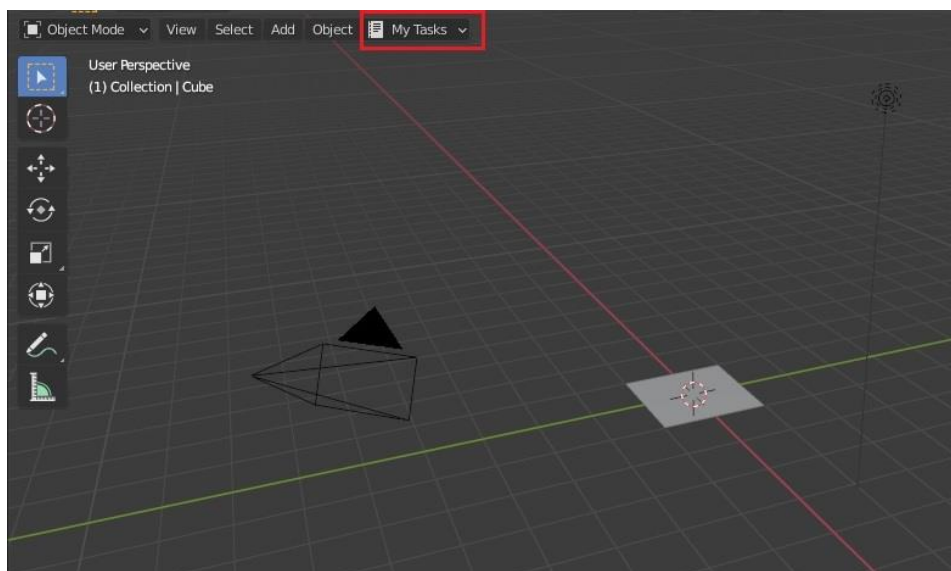 Object Mode View Select Add Object My Tasks
User Perspective
(1) Collection | Cube